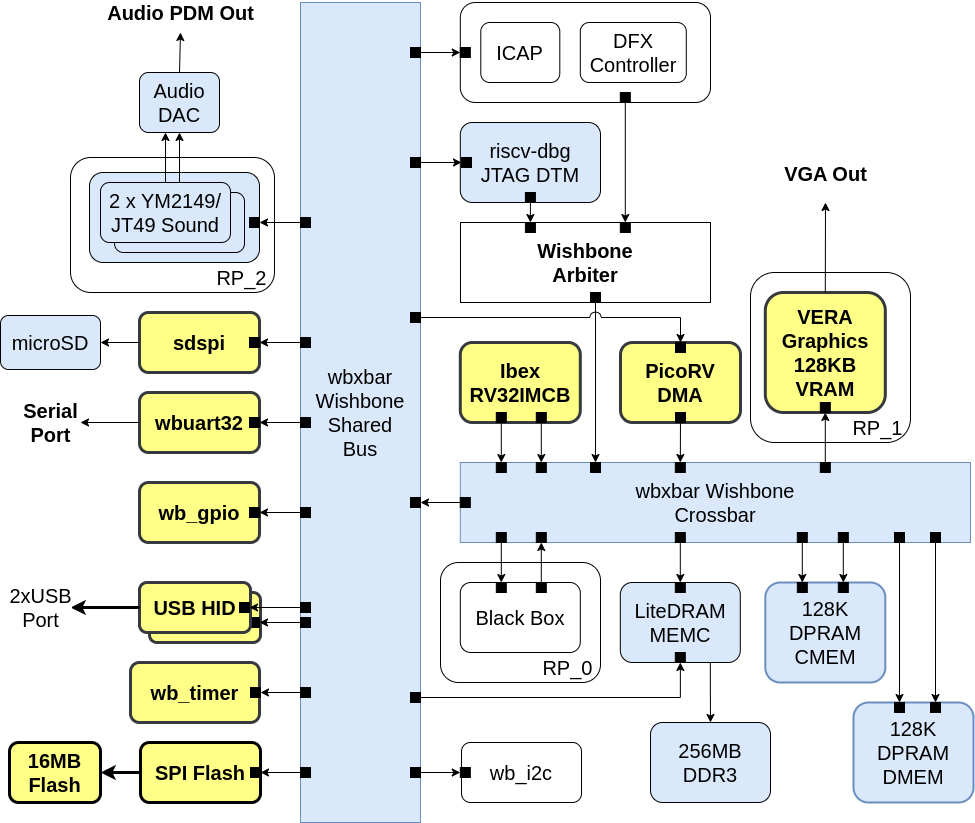 Audio PDM Out
Audio
DAC
2 x YM2149/
JT49 Sound
RP_2
microSD
sdspi
Serial
Port
wbuart32
wb_gpio
2xUSB
Port
USB HID
wb_timer
16MB
Flash
SPI Flash
wbxbar
Wishbone
Shared
Bus
ICAP
DFX
Controller
riscv-dbg
JTAG DTM
Wishbone
Arbiter
VGA Out
VERA
Graphics
128KB
VRAM
RP_1
Ibex
RV32IMCB
PicoRV
DMA
wbxbar Wishbone
Crossbar
Black Box
RP_0
LiteDRAM
MEMC
128K
DPRAM
CMEM
256MB
DDR3
128K
DPRAM
DMEM
wb_i2c